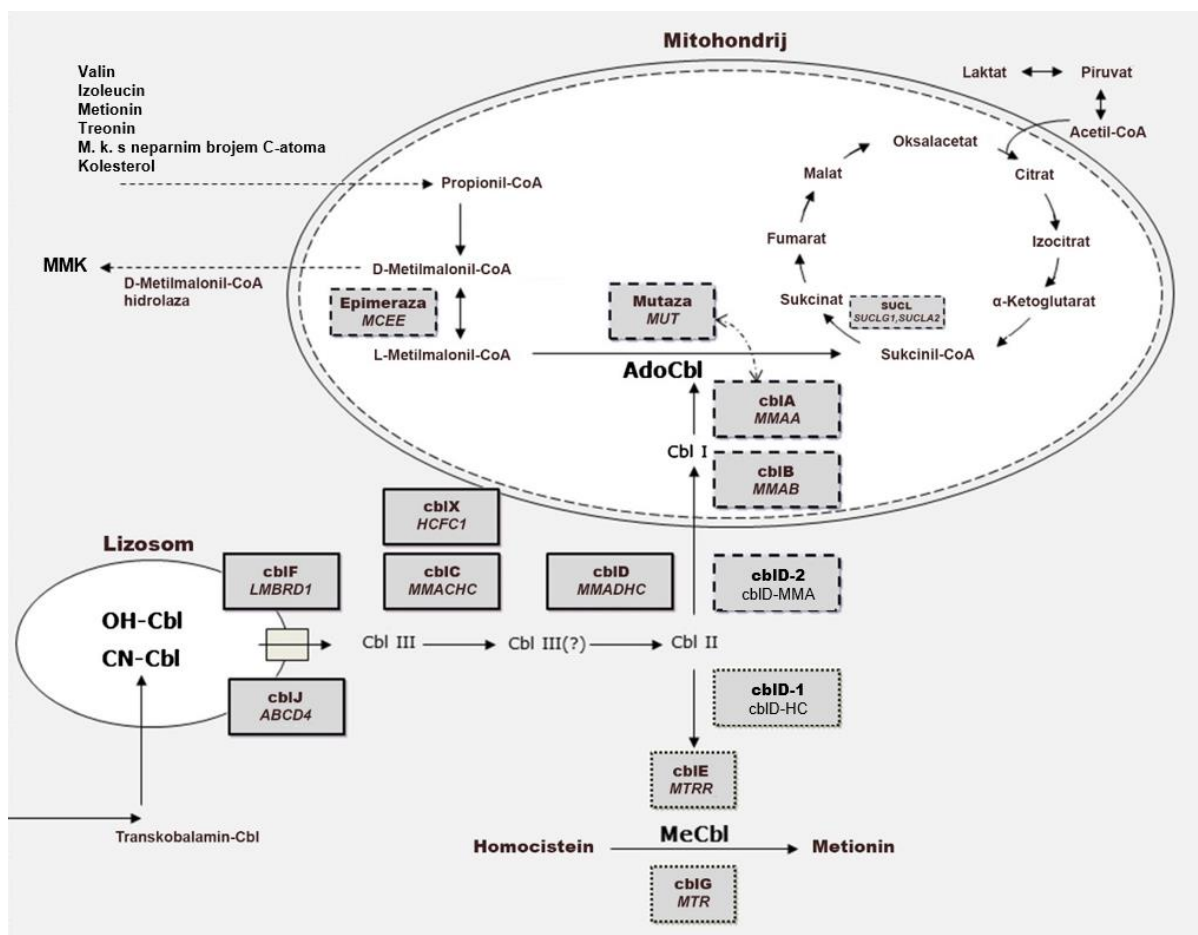 Mitohondrij
Valin
Izoleucin
Metionin
Treonin
M. k. s neparnim brojem C-atoma
Kolesterol
Laktat
Piruvat
Acetil-CoA
Oksalacetat
Citrat
Malat
Propionil-CoA
Fumarat
Izocitrat
MMK
D-Metilmalonil-CoA
hidrolaza
D-Metilmalonil-CoA
Epimeraza
MCEE
Mutaza
MUT
Sukcinat
SUCL
SUCLG1,SUCLA2
α-Ketoglutarat
L-Metilmalonil-CoA
Sukcinil-CoA
AdoCbl
cblA
MMAA
Cbl I
cblB
MMAB
cblX
HCFC1
Lizosom
cblF
LMBRD1
cblC
MMACHC
cblD
MMADHC
cblD-2
cblD-MMA
OH-Cbl
CN-Cbl
Cbl III
Cbl III(?)
Cbl II
cblJ
ABCD4
cblD-1
cblD-HC
cblE
MTRR
Transkobalamin-Cbl
Homocistein
MeCbl
Metionin
cblG
MTR